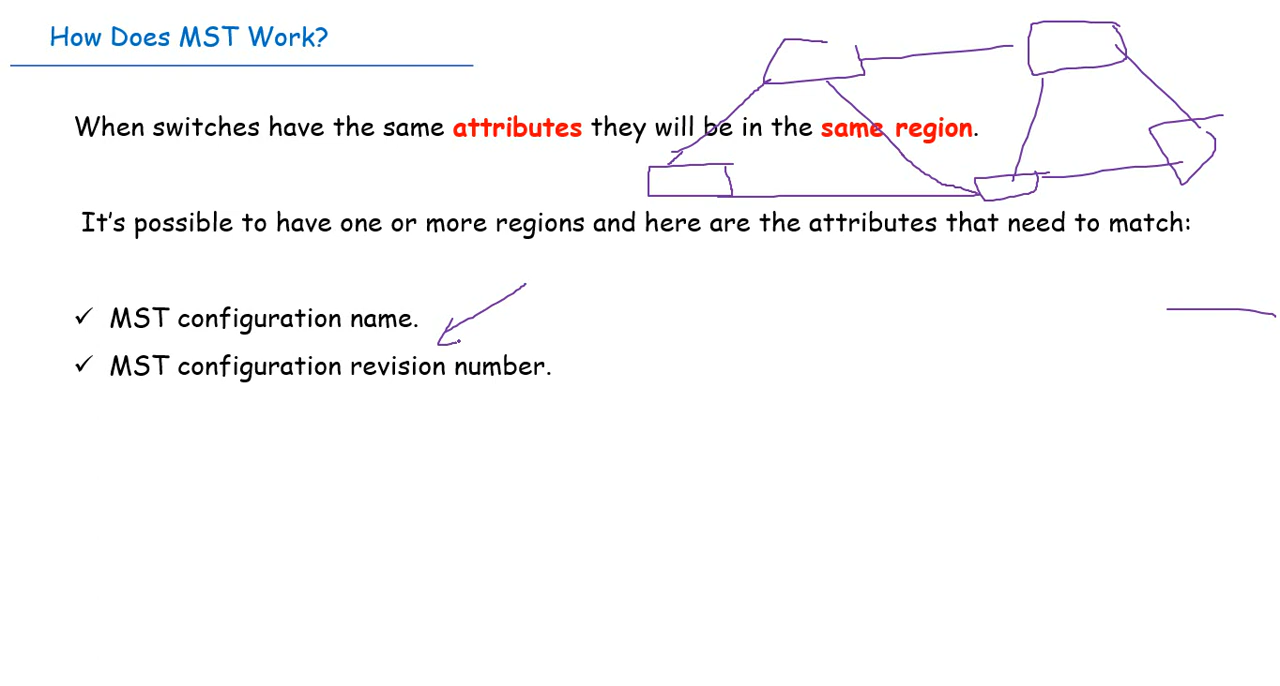 How Does MST Work?
When switches have the same attributes they will be in the same region.
It's possible to have one or more regions and here are the attributes that need to match:
✓ MST configuration name.
✓ MST configuration revision number.